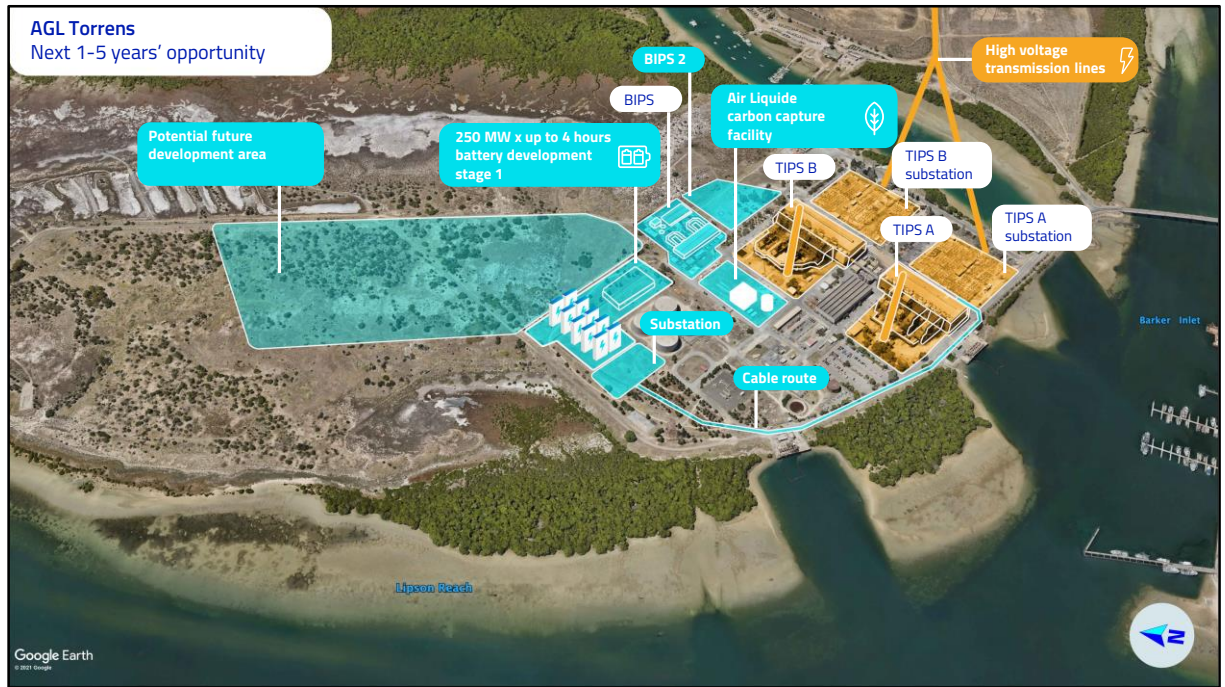 AGL Torrens
Next 1-5 years’ opportunity
BIPS 2
High voltage
transmission lines
BIPS
Air Liquide
carbon capture
facility
Potential future
development area
250 MW x up to 4 hours
battery development
stage 1
TIPS B
TIPS B
substation
TIPS A
TIPS A
substation
Substation
Barker Inlet
Cable route
Lipson Reach
Google Earth
© 2021 Google
N